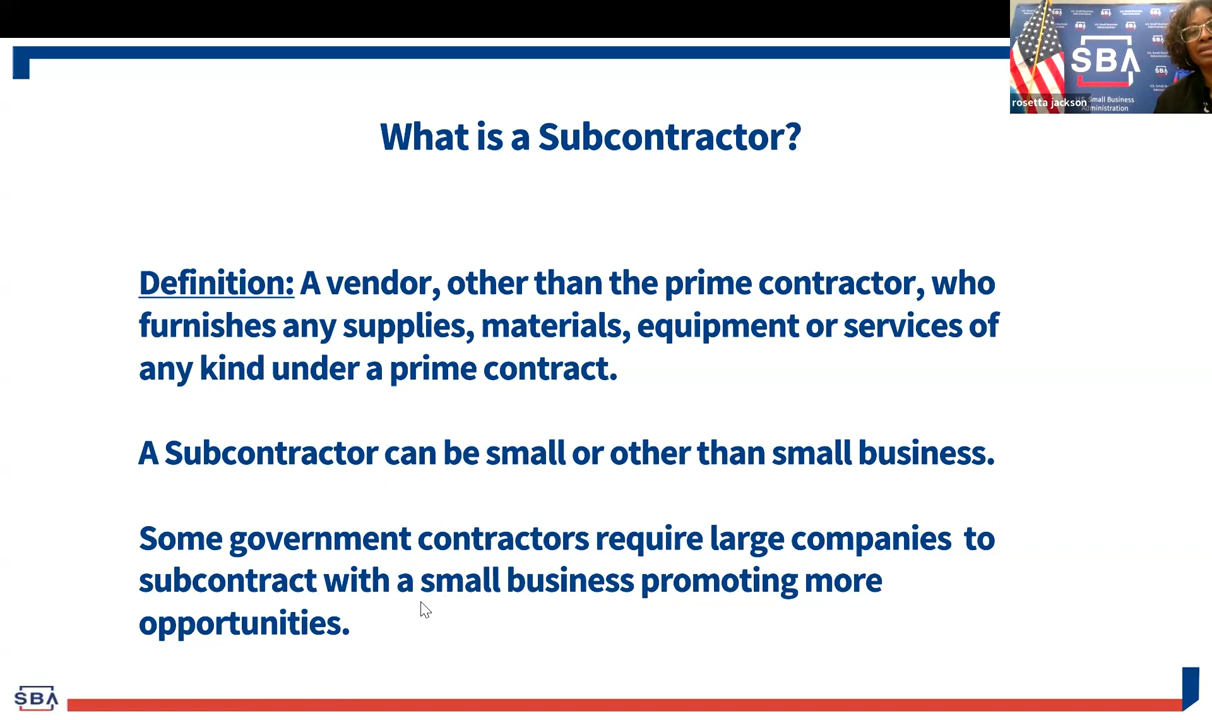 SBA
U.S. Small Business
Administration
rosetta jackson
What is a Subcontractor?
Definition: A vendor, other than the prime contractor, who
furnishes any supplies, materials, equipment or services of
any kind under a prime contract.
A Subcontractor can be small or other than small business.
Some government contractors require large companies to
subcontract with a small business promoting more
opportunities.
SBA